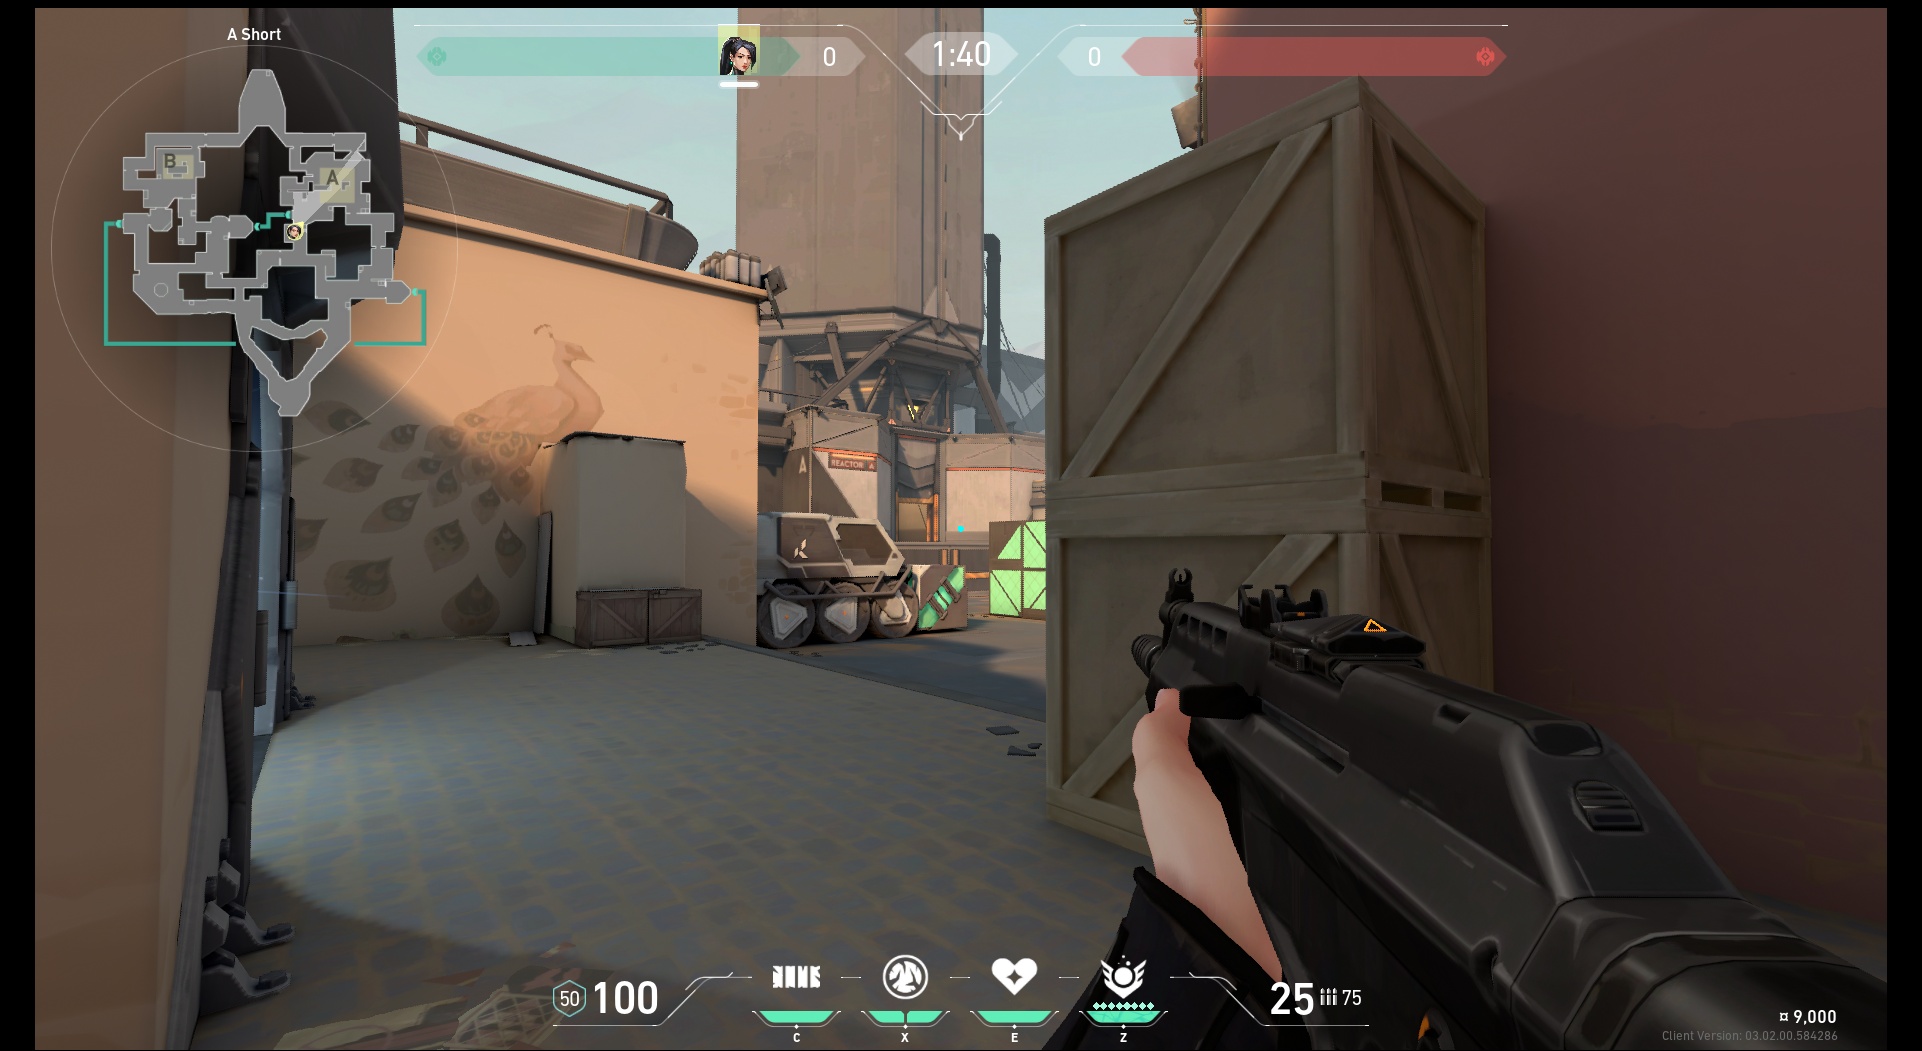 A Short
0
1:40
0
B
A
A
REACTOR A
50
100
25
75
C
X
E
Z
¤ 9,000
Client Version: 03.02.00.584286